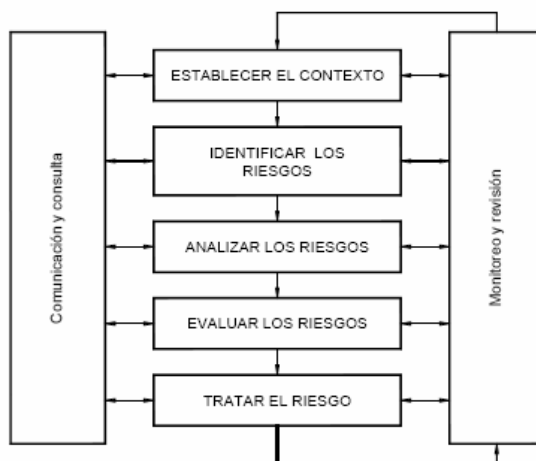 ESTABLECER EL CONTEXTO
IDENTIFICAR LOS
RIESGOS
ANALIZAR LOS RIESGOS
EVALUAR LOS RIESGOS
TRATAR EL RIESGO
Comunicación y consulta
Monitoreo y revisión